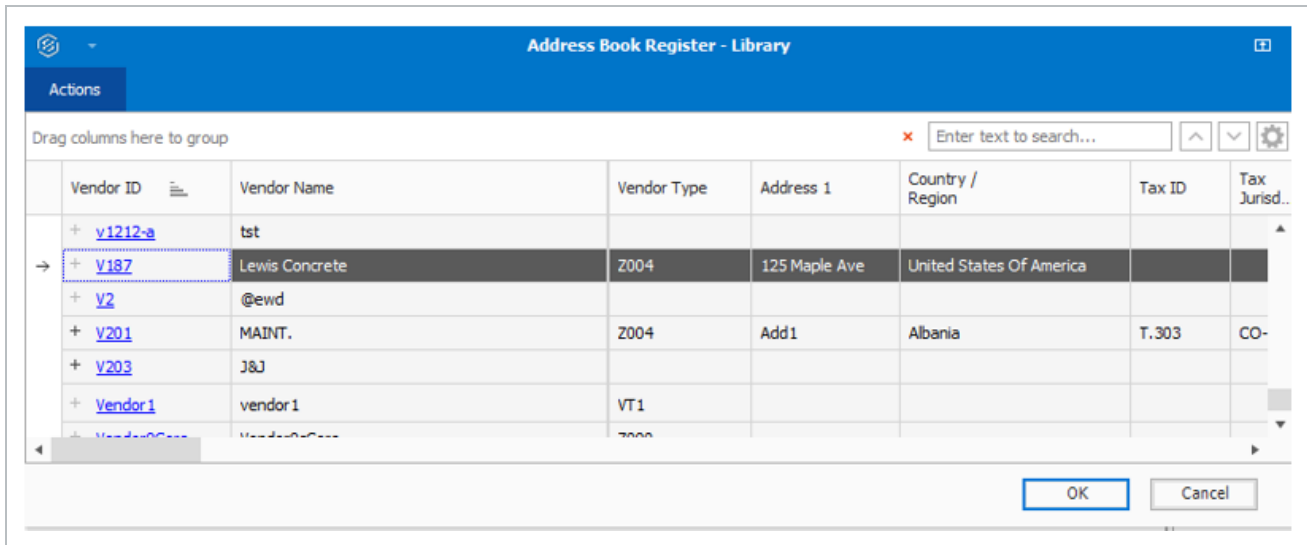 Address Book Register - Library
Actions
Drag columns here to group
Enter text to search...
Vendor ID Vendor Name Vendor Type Address 1 Country / Region Tax ID Tax Jurisd..
v1212-a tst
V187 Lewis Concrete Z004 125 Maple Ave United States Of America
V2 @ewd
V201 MAINT. Z004 Add1 Albania T.303 CO-
V203 J&J
Vendor1 vendor1 VT1
OK Cancel